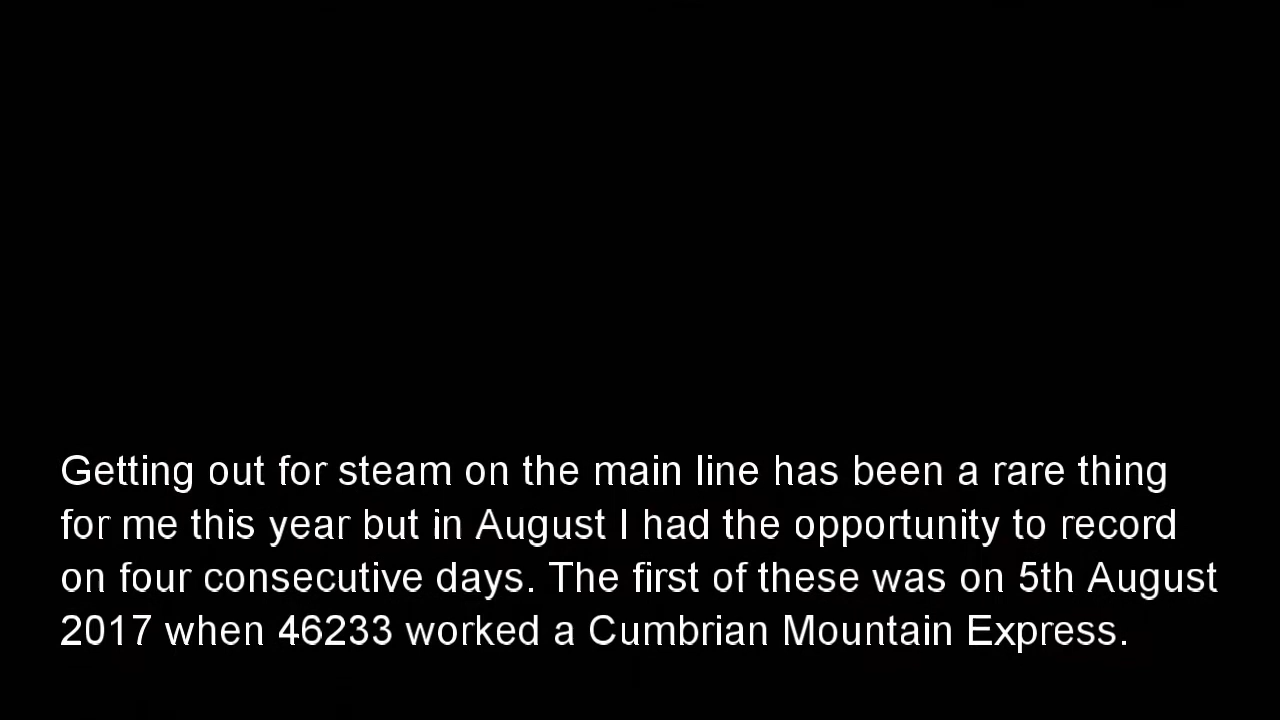 Getting out for steam on the main line has been a rare thing
for me this year but in August I had the opportunity to record
on four consecutive days. The first of these was on 5th August
2017 when 46233 worked a Cumbrian Mountain Express.